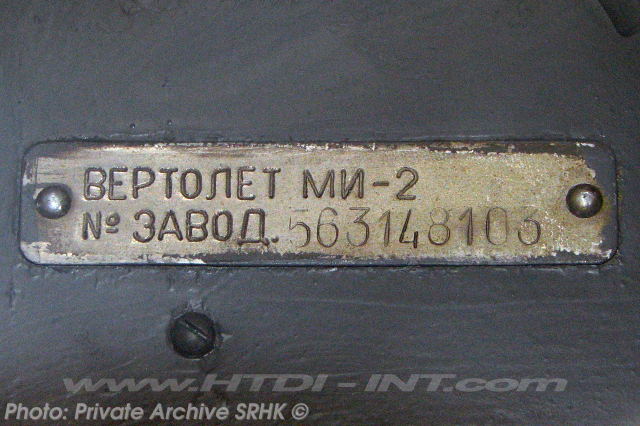 ВЕРТОЛЕТ МИ-2
№ ЗАВОД. 563148103
www.HTDI-INT.com
Photo: Private Archive SRHK ©